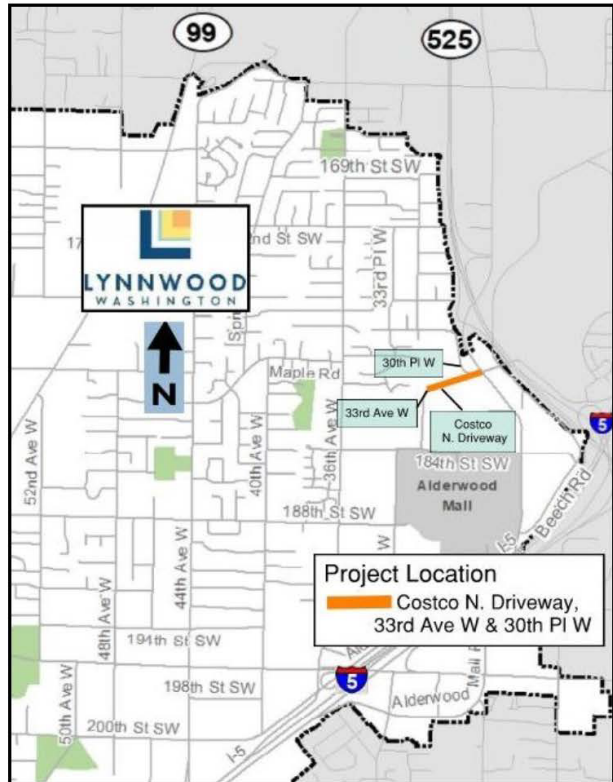 99
525
169th St SW
LYNNWOOD
WASHINGTON
nd St SW
33rd Pl W
30th Pl W
Maple Rd
N
33rd Ave W
Costco
N. Driveway
5
184th St SW
52nd Ave W
40th Ave W
36th Ave W
Alderwood
Mall
188th St SW
Beech Rd
I-5
44th Ave W
W
Project Location
Costco N. Driveway,
33rd Ave W & 30th Pl W
48th Ave W
194th St SW
5
198th St SW
Alderwood
50th Ave W
200th St SW
I-5